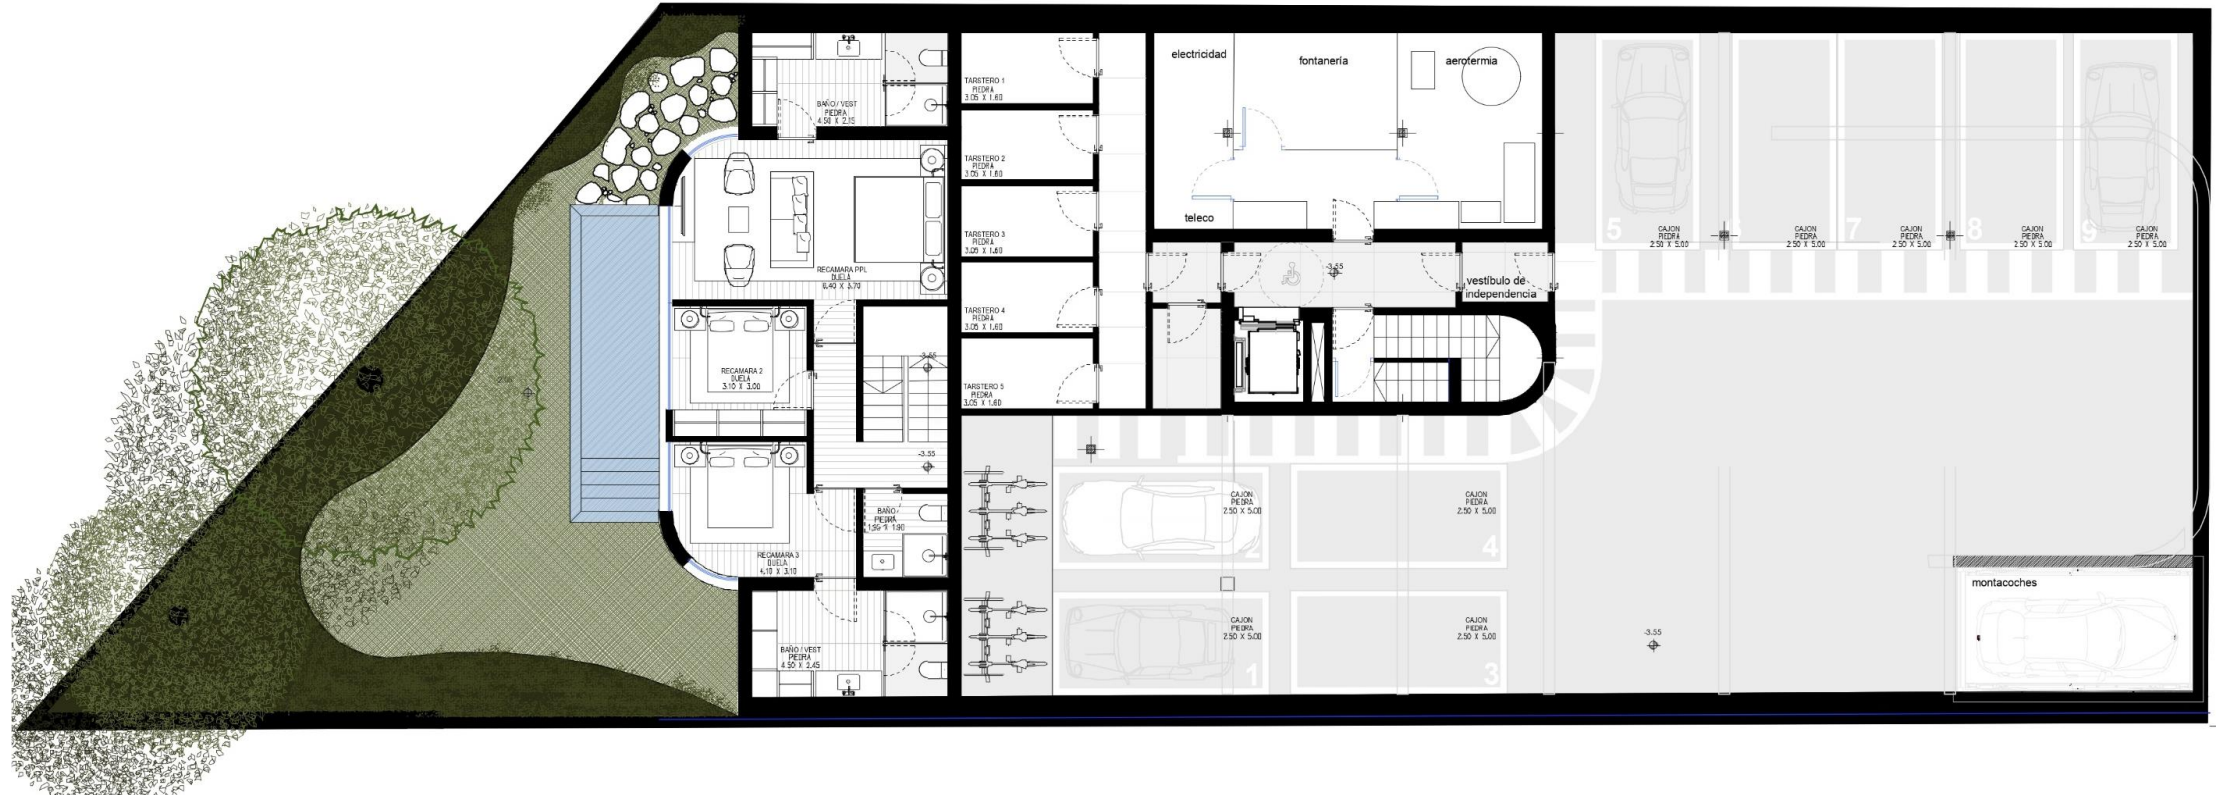 electricidad
fontanería
aerotermia
teleco
BAÑO / VEST
PIEDRA
4.50 X 2.15
TARSTERO 1
PIEDRA
3.05 X 1.60
TARSTERO 2
PIEDRA
3.05 X 1.60
TARSTERO 3
PIEDRA
3.05 X 1.60
TARSTERO 4
PIEDRA
3.05 X 1.60
TARSTERO 5
PIEDRA
3.05 X 1.60
RECAMARA PPL
DUELA
6.40 X 3.70
RECAMARA 2
DUELA
3.10 X 3.00
RECAMARA 3
DUELA
4.10 X 3.10
BAÑO
PIEDRA
BAÑO / VEST
PIEDRA
4.50 X 2.45
-3.55
-3.55
-3.55
vestíbulo de
independencia
5
CAJON
PIEDRA
2.50 X 5.00
CAJON
PIEDRA
2.50 X 5.00
7
CAJON
PIEDRA
2.50 X 5.00
8
CAJON
PIEDRA
2.50 X 5.00
9
CAJON
PIEDRA
2.50 X 5.00
CAJON
PIEDRA
2.50 X 5.00
2
CAJON
PIEDRA
2.50 X 5.00
4
CAJON
PIEDRA
2.50 X 5.00
1
CAJON
PIEDRA
2.50 X 5.00
3
-3.55
montacoches